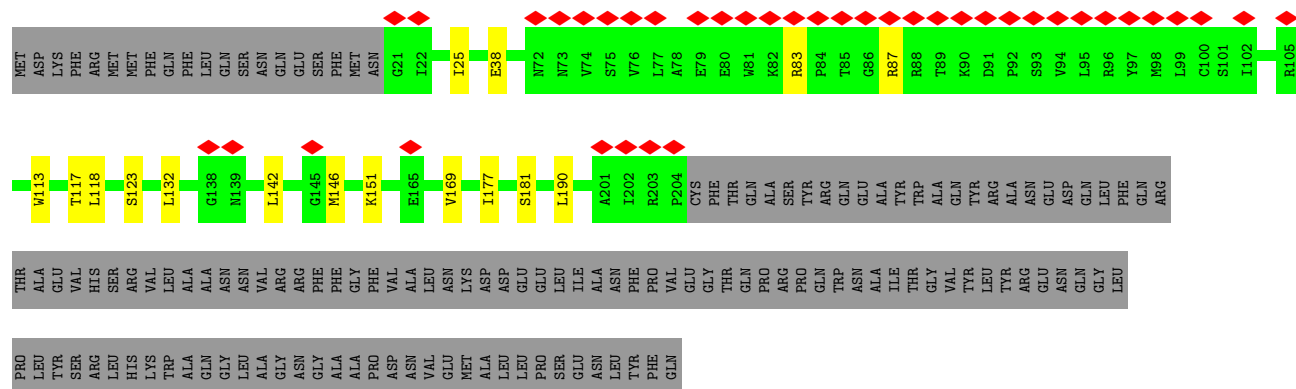 MET ASP LYS PHE ARG MET MET PHE GLN PHE LEU GLN SER ASN GLN GLU SER PHE MET ASN G21 I22 I25 E38 N72 N73 V74 S75 V76 L77 A78 E79 E80 W81 K82 R83 P84 T85 G86 R87 R88 T89 K90 D91 P92 S93 V94 L95 R96 Y97 M98 L99 C100 S101 I102 R105
W113 T117 L118 S123 L132 G138 N139 L142 G145 M146 K151 E165 V169 I177 S181 L190 A201 I202 R203 P204 CYS PHE THR GLN ALA SER TYR ARG GLN GLU ALA TYR TRP ALA GLN TYR ARG ALA ASN GLU ASP GLN LEU PHE GLN ARG
THR ALA GLU VAL HIS SER ARG VAL LEU ALA ALA ASN ASN VAL ARG ARG PHE PHE GLY PHE VAL ALA LEU ASN LYS ASP ASP GLU GLU LEU ILE ALA ASN PHE PRO VAL GLU GLY THR GLN PRO ARG PRO GLN TRP ASN ALA ILE THR GLY VAL TYR LEU TYR ARG GLU ASN GLN GLY LEU
PRO LEU TYR SER ARG LEU HIS LYS TRP ALA GLN GLY LEU ALA GLY ASN GLY ALA ALA PRO ASP ASN VAL GLU MET ALA LEU LEU PRO SER GLU ASN LEU TYR PHE GLN